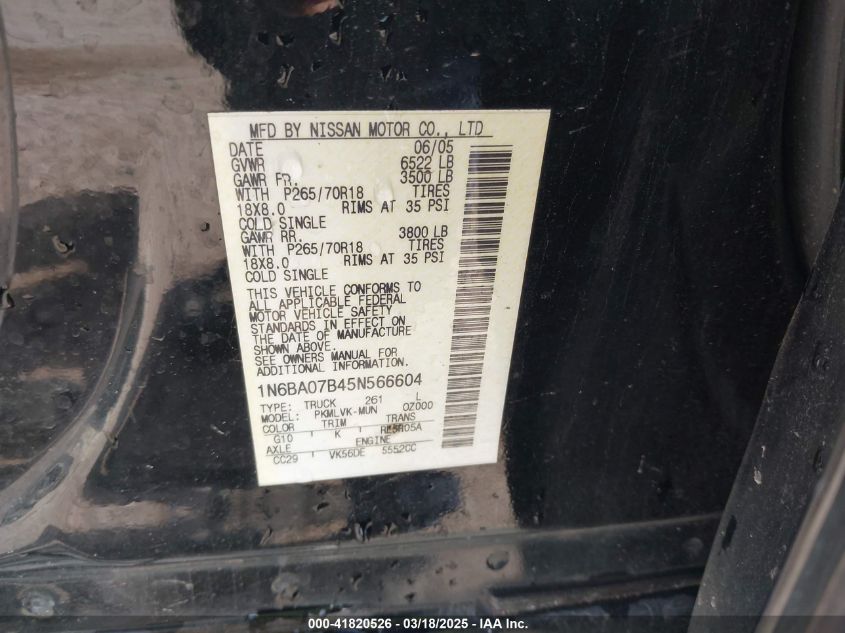 MFD BY NISSAN MOTOR CO., LTD
DATE 06/05
GVWR 6522 LB
GAWR FR. 3500 LB
WITH P265/70R18 TIRES
18X8.0 RIMS AT 35 PSI
COLD SINGLE
GAWR RR. 3800 LB
WITH P265/70R18 TIRES
18X8.0 RIMS AT 35 PSI
COLD SINGLE
THIS VEHICLE CONFORMS TO
ALL APPLICABLE FEDERAL
MOTOR VEHICLE SAFETY
STANDARDS IN EFFECT ON
THE DATE OF MANUFACTURE
SHOWN ABOVE.
SEE OWNERS MANUAL FOR
ADDITIONAL INFORMATION.
1N6BA07B45N566604
TYPE: TRUCK 261 L
MODEL: PKMLVK-MUN 0Z000
COLOR TRIM TRANS
G10 K RE5R05A
AXLE ENGINE
CC29 VK56DE 5552CC
000-41820526 - 03/18/2025 - IAA Inc.